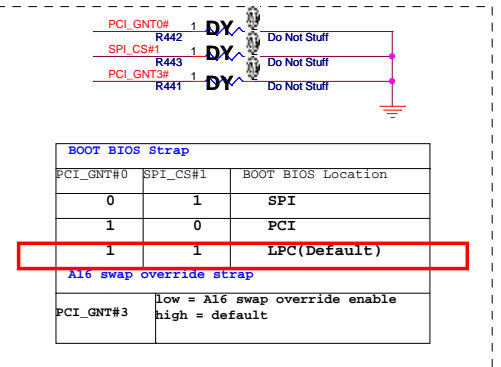 PCI_GNT0# 1 DY
R442 Do Not Stuff
SPI_CS#1 1 DY
R443 Do Not Stuff
PCI_GNT3# 1 DY
R441 Do Not Stuff
BOOT BIOS Strap
PCI_GNT#0 SPI_CS#1 BOOT BIOS Location
0 1 SPI
1 0 PCI
1 1 LPC(Default)
A16 swap override strap
PCI_GNT#3 low = A16 swap override enable
high = default